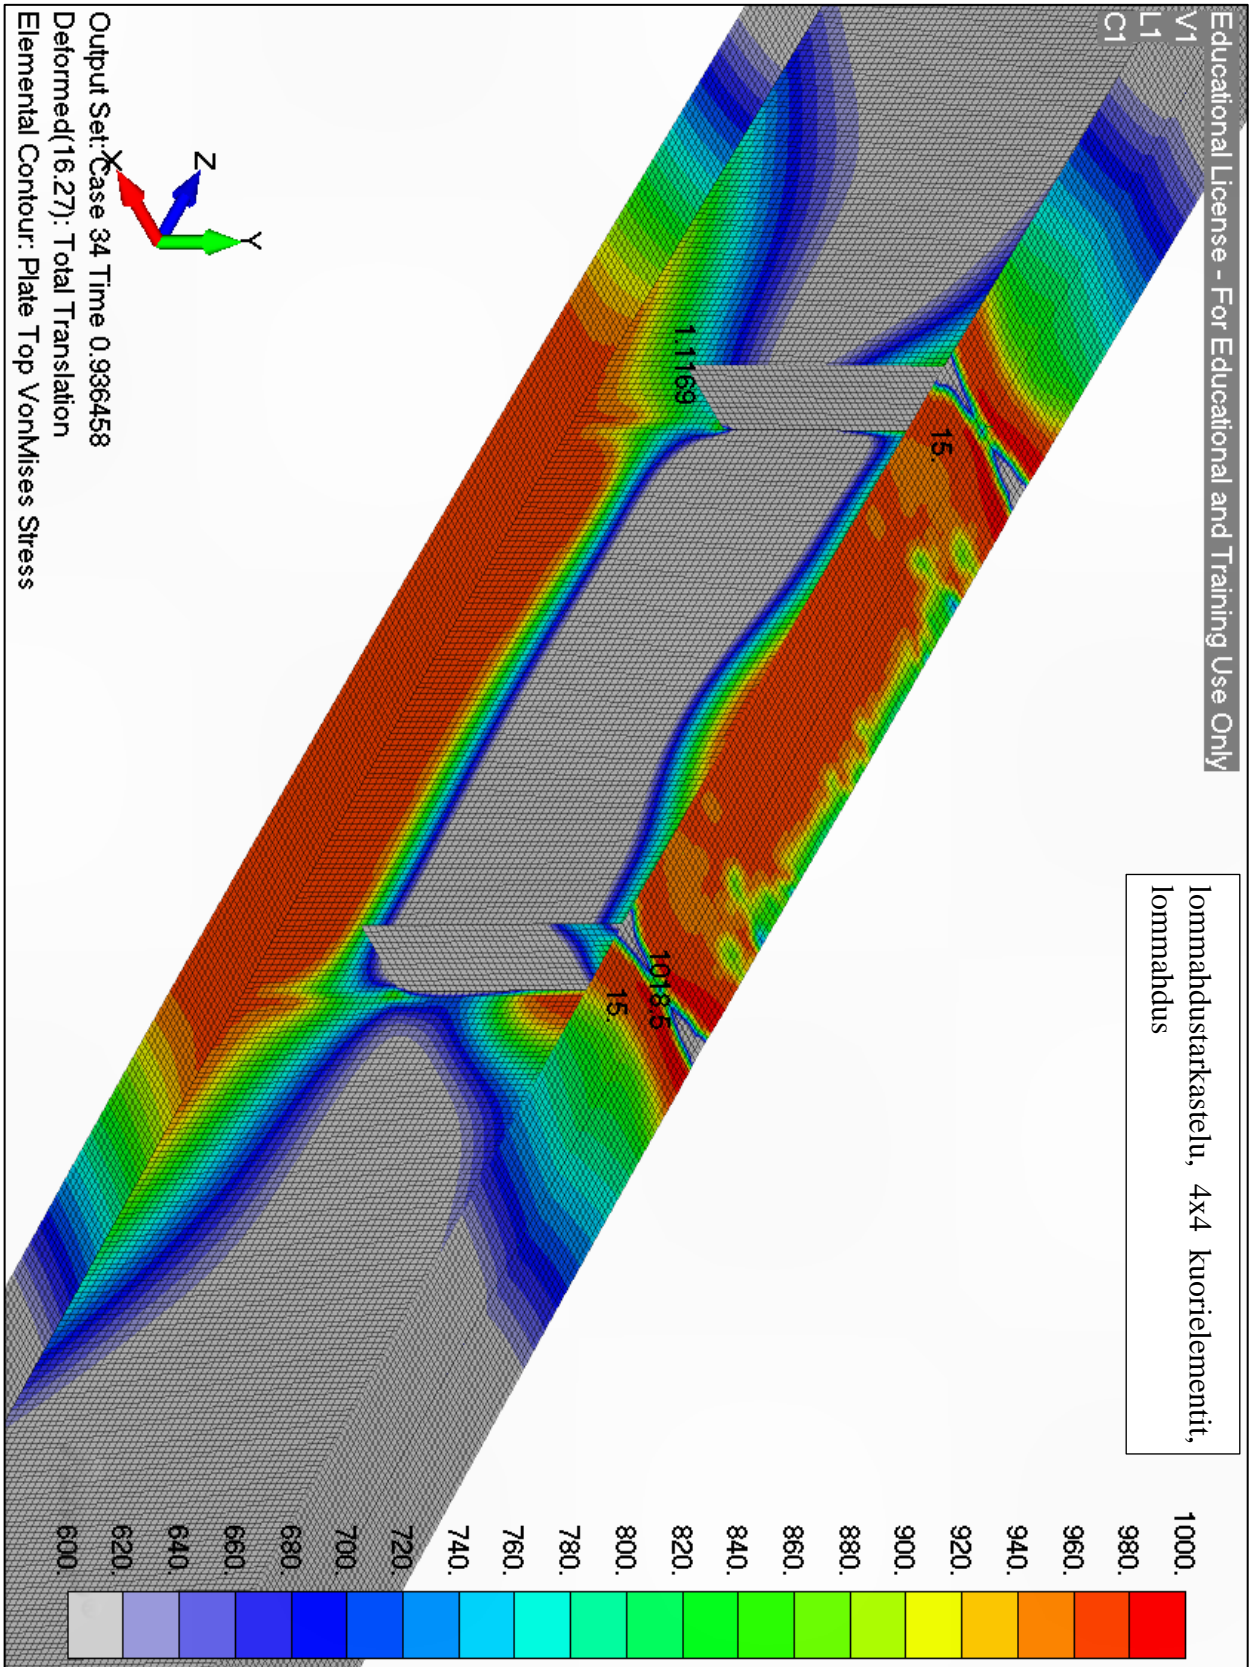 Educational License - For Educational and Training Use Only
V1
L1
C1
lommahdustarkastelu, 4x4 kuorielementit,
lommahdus
1000.
980.
960.
940.
920.
900.
880.
860.
840.
820.
800.
780.
760.
740.
720.
700.
680.
660.
640.
620.
600.
15.
1.1169
1018.5
15.
Y
Z
X
Output Set: Case 34 Time 0.936458
Deformed(16.27): Total Translation
Elemental Contour: Plate Top VonMises Stress